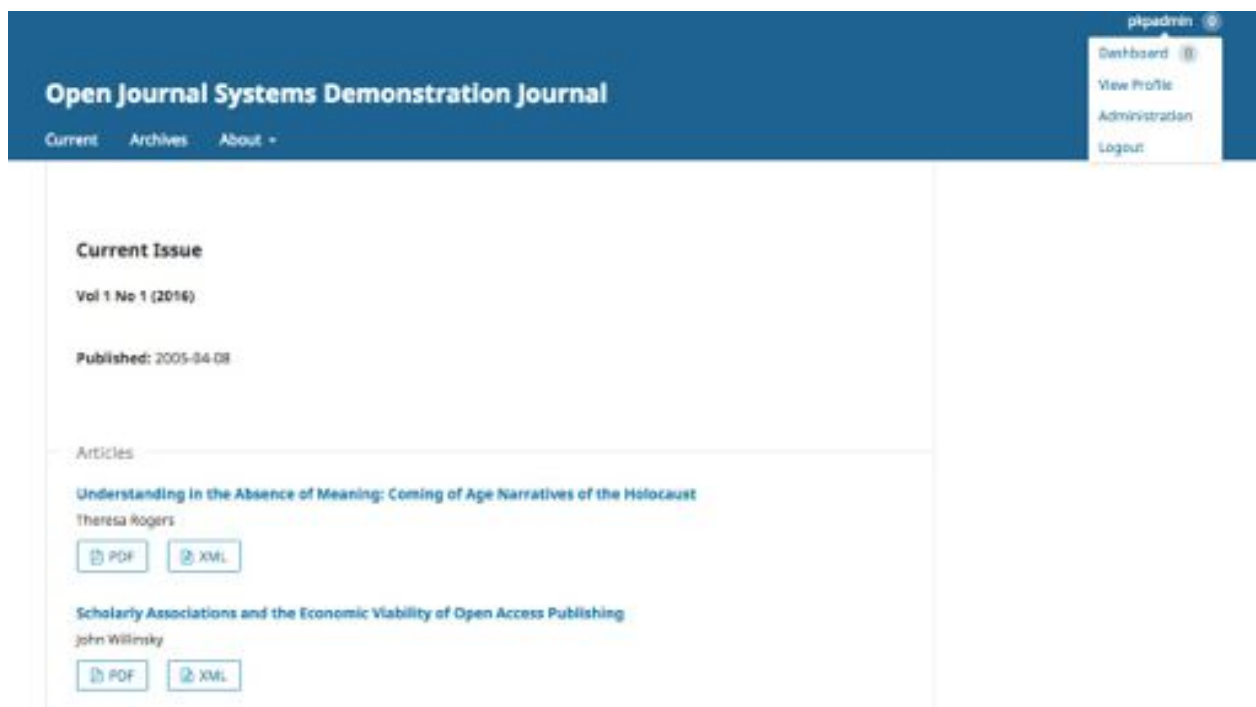 pkpadmin 0
Dashboard 0
View Profile
Administration
Logout
Open Journal Systems Demonstration Journal
Current Archives About
Current Issue
Vol 1 No 1 (2016)
Published: 2005-04-08
Articles
Understanding in the Absence of Meaning: Coming of Age Narratives of the Holocaust
Theresa Rogers
PDF XML
Scholarly Associations and the Economic Viability of Open Access Publishing
John Willinsky
PDF XML